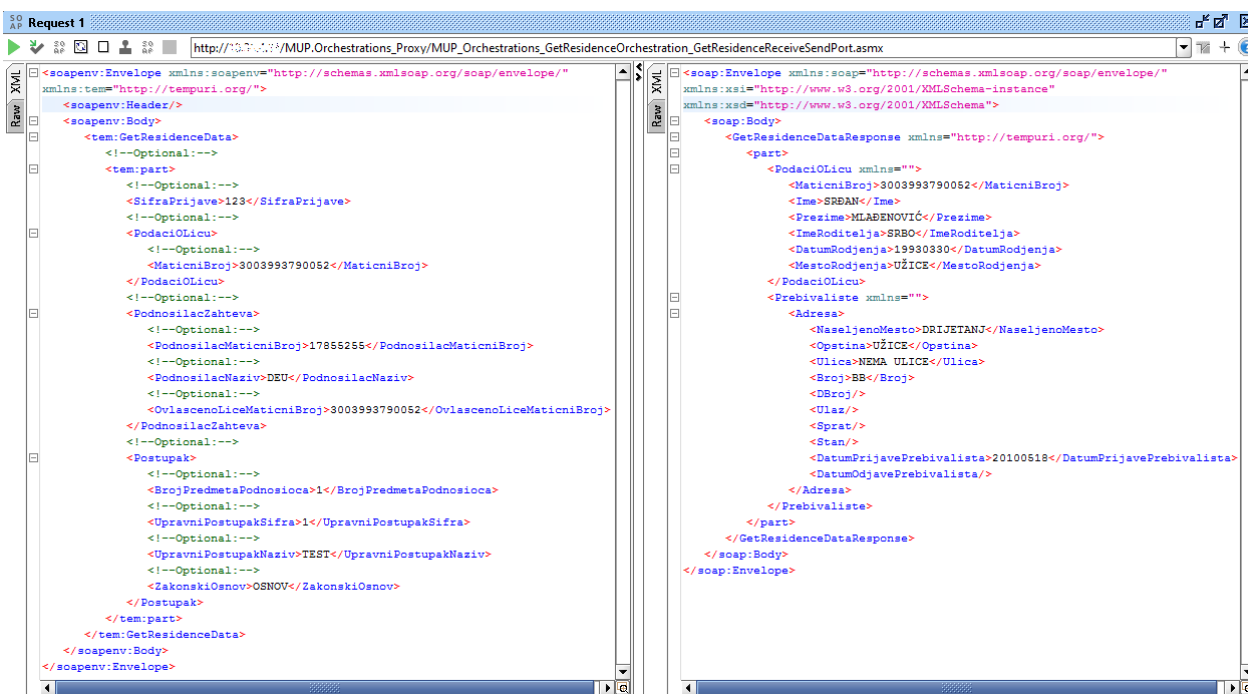 SO AP Request 1
SO AP
SO AP
http:// /MUP.Orchestrations_Proxy/MUP_Orchestrations_GetResidenceOrchestration_GetResidenceReceiveSendPort.asmx
XML
Raw
<soapenv:Envelope xmlns:soapenv="http://schemas.xmlsoap.org/soap/envelope/"
xmlns:tem="http://tempuri.org/">
<soapenv:Header/>
<soapenv:Body>
<tem:GetResidenceData>
<!--Optional:-->
<tem:part>
<!--Optional:-->
<SifraPrijave>123</SifraPrijave>
<!--Optional:-->
<PodaciOLicu>
<!--Optional:-->
<MaticniBroj>3003993790052</MaticniBroj>
</PodaciOLicu>
<!--Optional:-->
<PodnosilacZahteva>
<!--Optional:-->
<PodnosilacMaticniBroj>17855255</PodnosilacMaticniBroj>
<!--Optional:-->
<PodnosilacNaziv>DEU</PodnosilacNaziv>
<!--Optional:-->
<OvlascenoLiceMaticniBroj>3003993790052</OvlascenoLiceMaticniBroj>
</PodnosilacZahteva>
<!--Optional:-->
<Postupak>
<!--Optional:-->
<BrojPredmetaPodnosioca>1</BrojPredmetaPodnosioca>
<!--Optional:-->
<UpravniPostupakSifra>1</UpravniPostupakSifra>
<!--Optional:-->
<UpravniPostupakNaziv>TEST</UpravniPostupakNaziv>
<!--Optional:-->
<ZakonskiOsnov>OSNOV</ZakonskiOsnov>
</Postupak>
</tem:part>
</tem:GetResidenceData>
</soapenv:Body>
</soapenv:Envelope>
XML
Raw
<soap:Envelope xmlns:soap="http://schemas.xmlsoap.org/soap/envelope/"
xmlns:xsi="http://www.w3.org/2001/XMLSchema-instance"
xmlns:xsd="http://www.w3.org/2001/XMLSchema">
<soap:Body>
<GetResidenceDataResponse xmlns="http://tempuri.org/">
<part>
<PodaciOLicu xmlns="">
<MaticniBroj>3003993790052</MaticniBroj>
<Ime>SRĐAN</Ime>
<Prezime>MLAĐENOVIĆ</Prezime>
<ImeRoditelja>SRBO</ImeRoditelja>
<DatumRodjenja>19930330</DatumRodjenja>
<MestoRodjenja>UŽICE</MestoRodjenja>
</PodaciOLicu>
<Prebivaliste xmlns="">
<Adresa>
<NaseljenoMesto>DRIJETANJ</NaseljenoMesto>
<Opstina>UŽICE</Opstina>
<Ulica>NEMA ULICE</Ulica>
<Broj>BB</Broj>
<DBroj/>
<Ulaz/>
<Sprat/>
<Stan/>
<DatumPrijavePrebivalista>20100518</DatumPrijavePrebivalista>
<DatumOdjavePrebivalista/>
</Adresa>
</Prebivaliste>
</part>
</GetResidenceDataResponse>
</soap:Body>
</soap:Envelope>